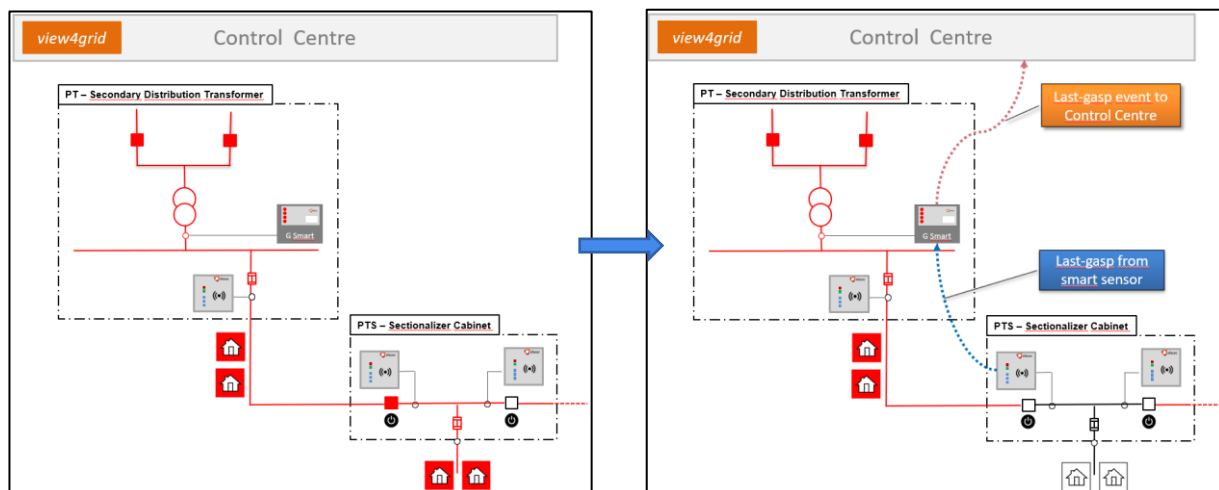 view4grid
Control Centre
PT – Secondary Distribution Transformer
G Smart
PTS – Sectionalizer Cabinet
view4grid
Control Centre
PT – Secondary Distribution Transformer
Last-gasp event to
Control Centre
G Smart
Last-gasp from
smart sensor
PTS – Sectionalizer Cabinet